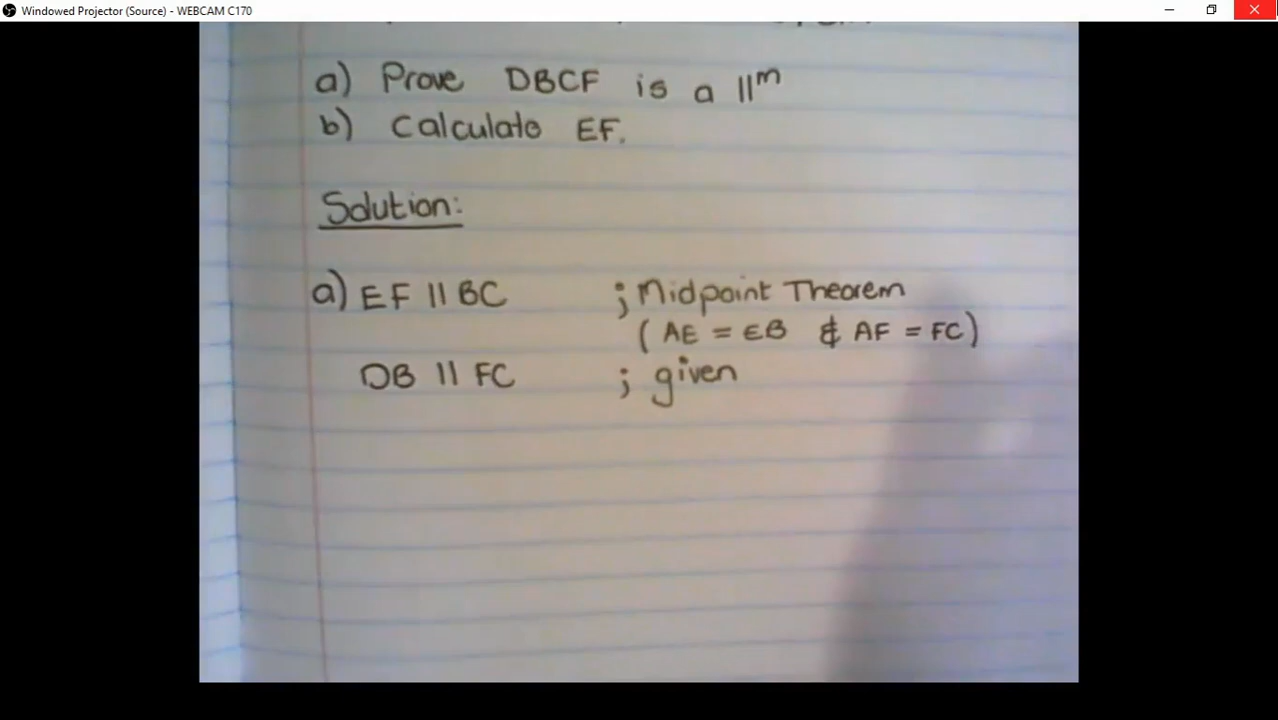 Windowed Projector (Source) - WEBCAM C170
a) Prove DBCF is a ||ᵐ
b) Calculate EF.
Solution:
a) EF || BC ; Midpoint Theorem
( AE = EB & AF = FC )
DB || FC ; given